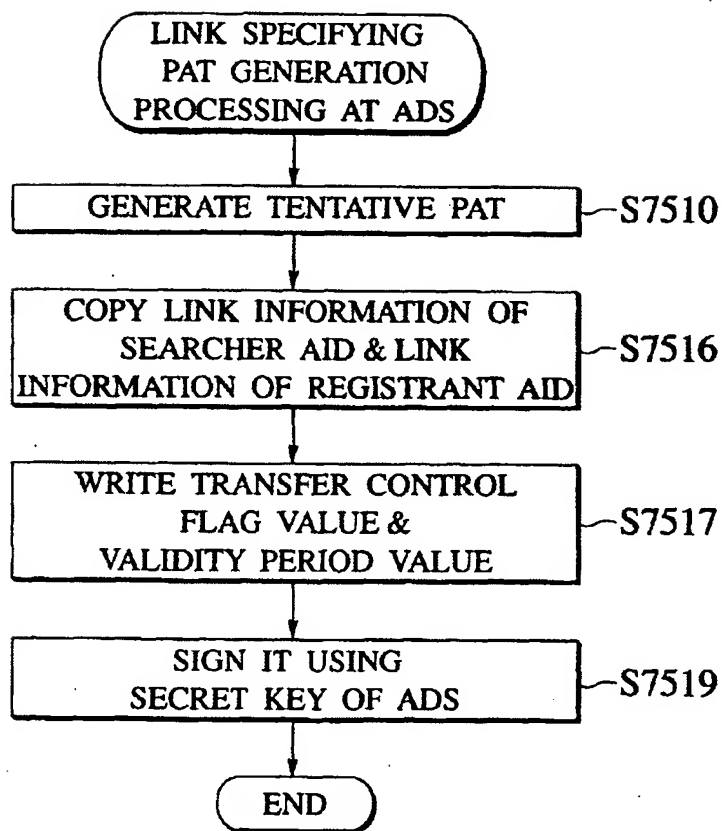 LINK SPECIFYING
PAT GENERATION
PROCESSING AT ADS
GENERATE TENTATIVE PAT
S7510
COPY LINK INFORMATION OF
SEARCHER AID & LINK
INFORMATION OF REGISTRANT AID
S7516
WRITE TRANSFER CONTROL
FLAG VALUE &
VALIDITY PERIOD VALUE
S7517
SIGN IT USING
SECRET KEY OF ADS
S7519
END